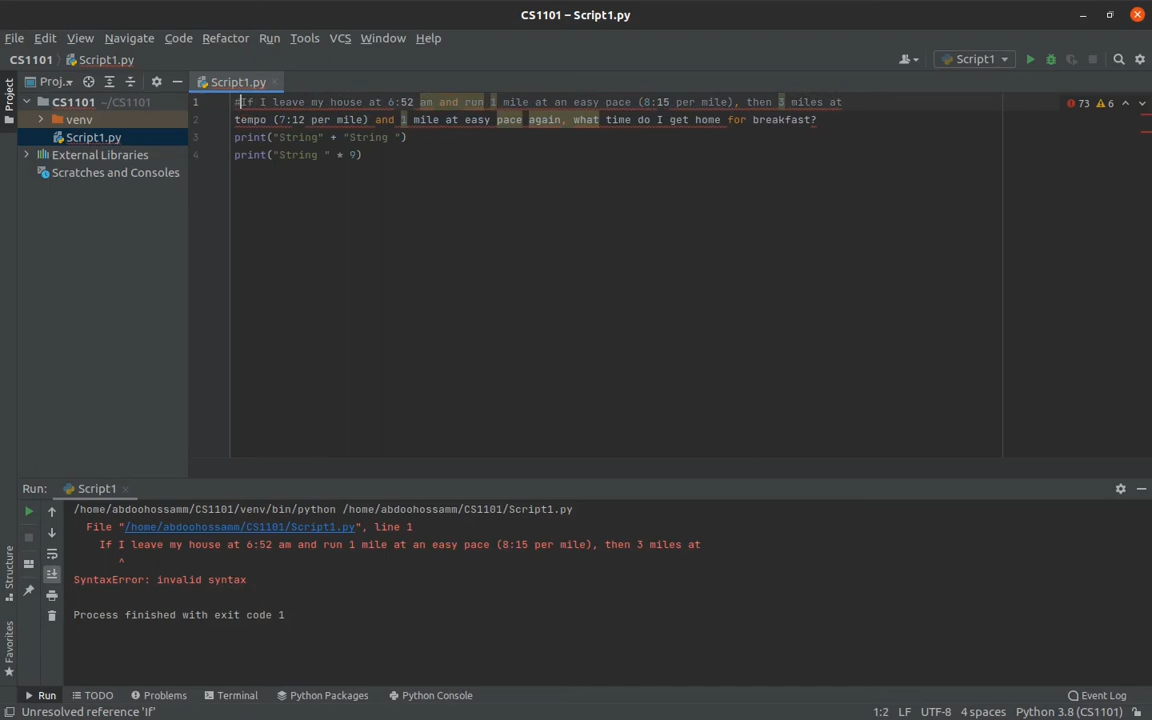 CS1101 – Script1.py
File Edit View Navigate Code Refactor Run Tools VCS Window Help
CS1101 Script1.py Script1
Project Proj... Script1.py
CS1101 ~/CS1101
venv
Script1.py
External Libraries
Scratches and Consoles
1 #If I leave my house at 6:52 am and run 1 mile at an easy pace (8:15 per mile), then 3 miles at 73 6
2 tempo (7:12 per mile) and 1 mile at easy pace again, what time do I get home for breakfast?
3 print("String" + "String ")
4 print("String " * 9)
Run: Script1
/home/abdoohossamm/CS1101/venv/bin/python /home/abdoohossamm/CS1101/Script1.py
File "/home/abdoohossamm/CS1101/Script1.py", line 1
If I leave my house at 6:52 am and run 1 mile at an easy pace (8:15 per mile), then 3 miles at
^
SyntaxError: invalid syntax
Process finished with exit code 1
Structure
Favorites
Run TODO Problems Terminal Python Packages Python Console Event Log
Unresolved reference 'If' 1:2 LF UTF-8 4 spaces Python 3.8 (CS1101)